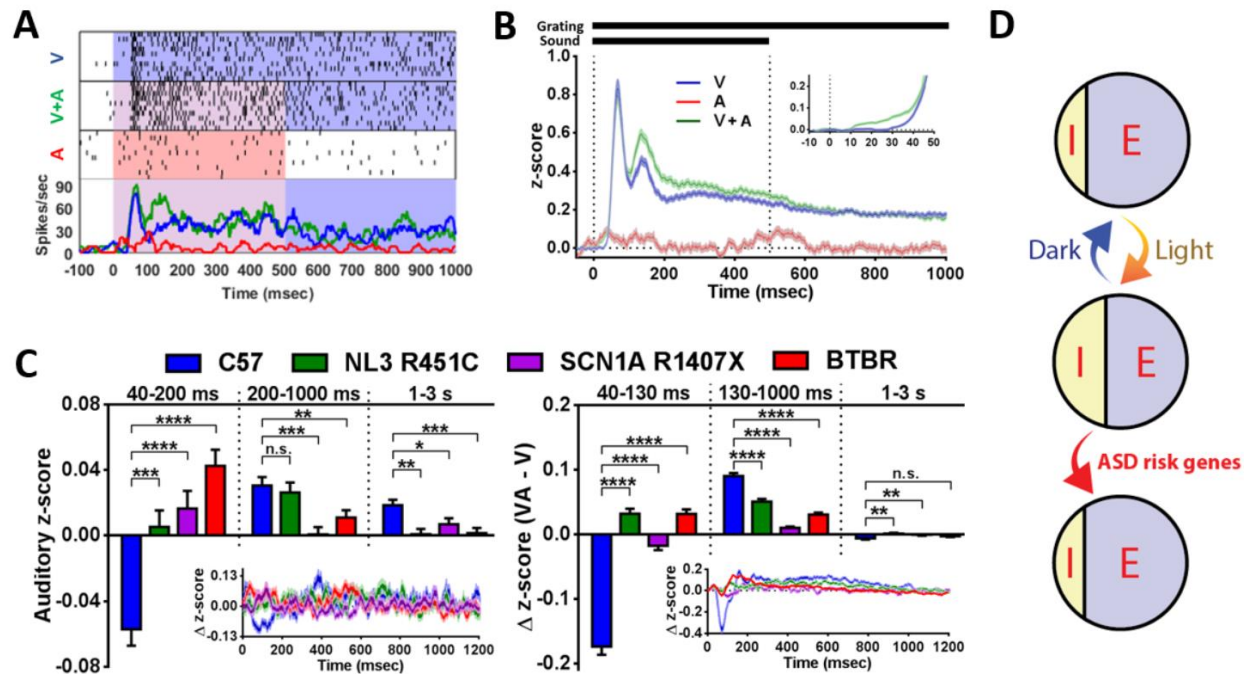 A
V
V+A
A
Spikes/sec
90
60
30
0
-100 0 100 200 300 400 500 600 700 800 900 1000
Time (msec)
B
Grating
Sound
z-score
1.0
0.8
0.6
0.4
0.2
0.0
V
A
V + A
0.2
0.1
0.0
-10 0 10 20 30 40 50
0 200 400 600 800 1000
Time (msec)
C
C57 NL3 R451C SCN1A R1407X BTBR
Auditory z-score
0.08
0.04
0.00
-0.04
-0.08
40-200 ms 200-1000 ms 1-3 s
****
****
***
**
***
n.s.
***
*
**
Δ z-score
0.13
0.00
-0.13
0 200 400 600 800 1000 1200
Time (msec)
Δ z-score (VA - V)
0.2
0.1
0.0
-0.1
-0.2
40-130 ms 130-1000 ms 1-3 s
****
****
****
****
****
****
n.s.
**
**
Δ z-score
0.2
0.0
-0.2
-0.4
0 200 400 600 800 1000 1200
Time (msec)
D
I E
Dark Light
I E
ASD risk genes
I E